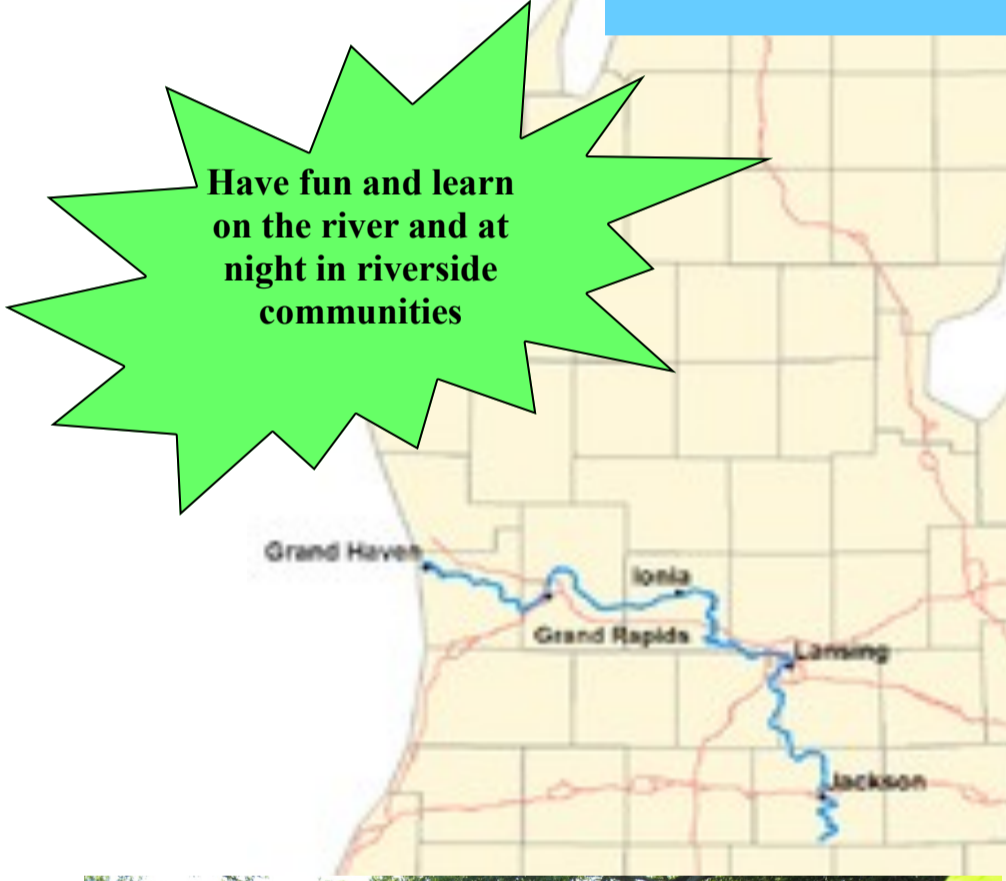 Have fun and learn
on the river and at
night in riverside
communities
Grand Haven
Ionia
Grand Rapids
Lansing
Jackson